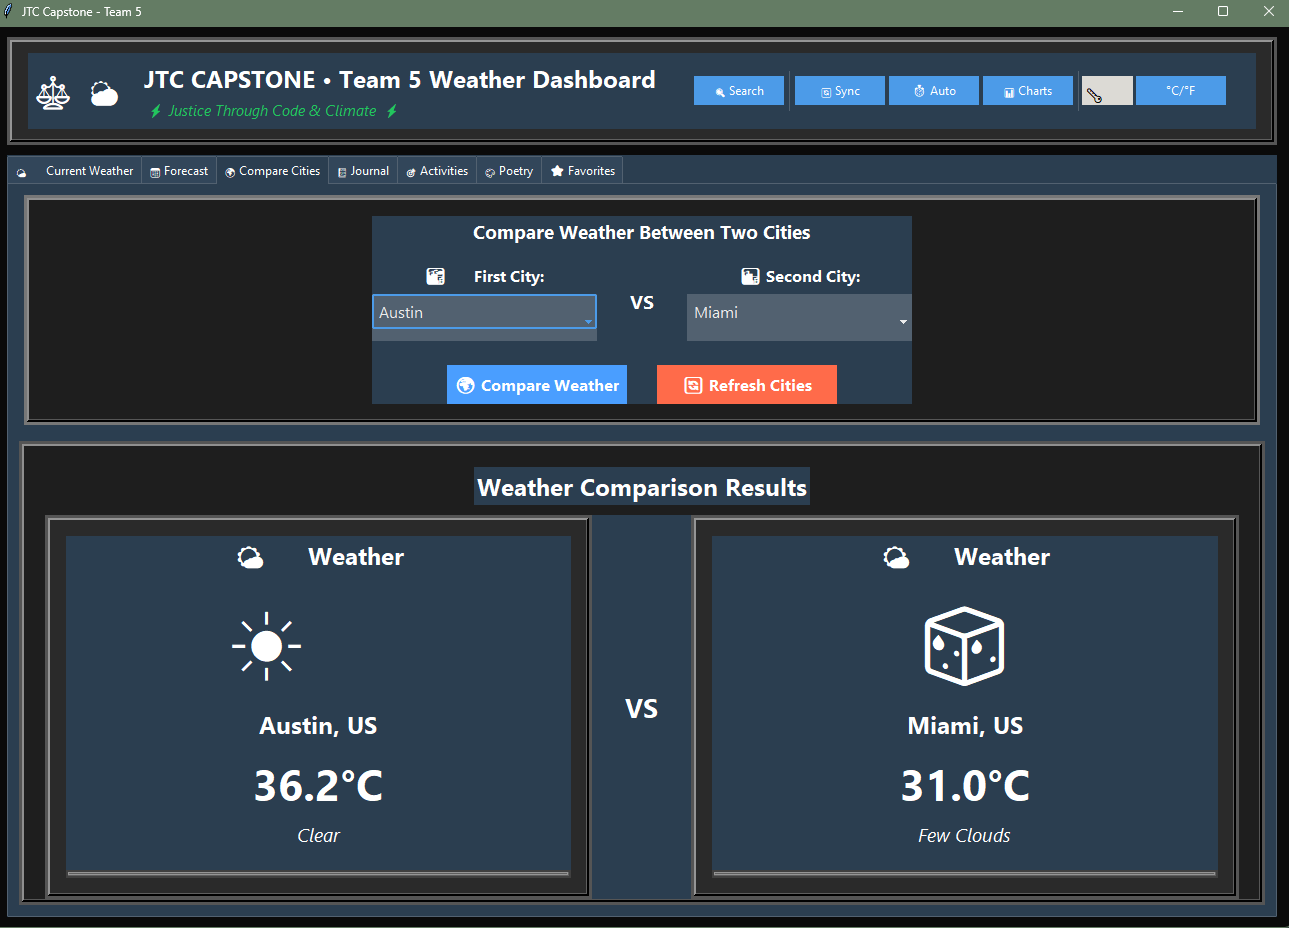 JTC Capstone - Team 5
JTC CAPSTONE • Team 5 Weather Dashboard
Justice Through Code & Climate
Search
Sync
Auto
Charts
°C/°F
Current Weather
Forecast
Compare Cities
Journal
Activities
Poetry
Favorites
Compare Weather Between Two Cities
First City:
Second City:
Austin
VS
Miami
Compare Weather
Refresh Cities
Weather Comparison Results
Weather
Austin, US
36.2°C
Clear
VS
Weather
Miami, US
31.0°C
Few Clouds